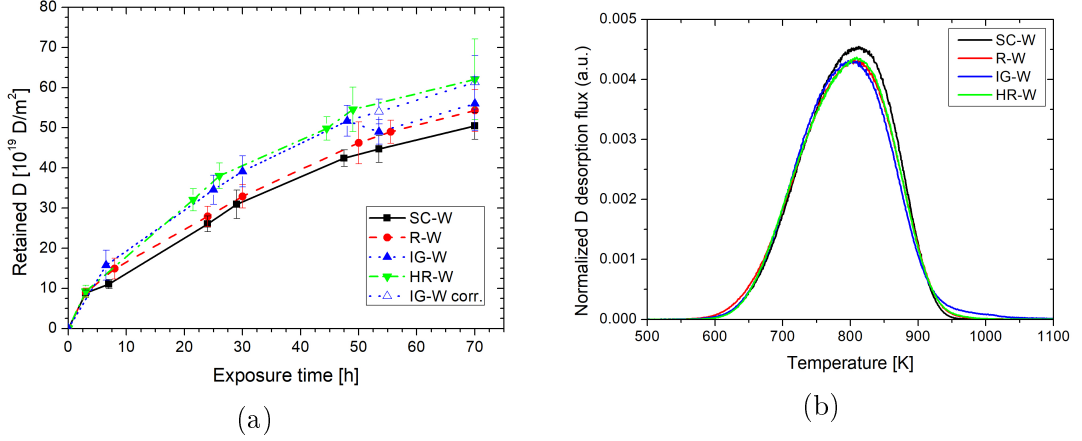 80
70
60
50
40
30
20
10
0
Retained D [10¹⁹ D/m²]
0 10 20 30 40 50 60 70
Exposure time [h]
SC-W
R-W
IG-W
HR-W
IG-W corr.
(a)
0.005
0.004
0.003
0.002
0.001
0.000
Normalized D desorption flux (a.u.)
500 600 700 800 900 1000 1100
Temperature [K]
SC-W
R-W
IG-W
HR-W
(b)